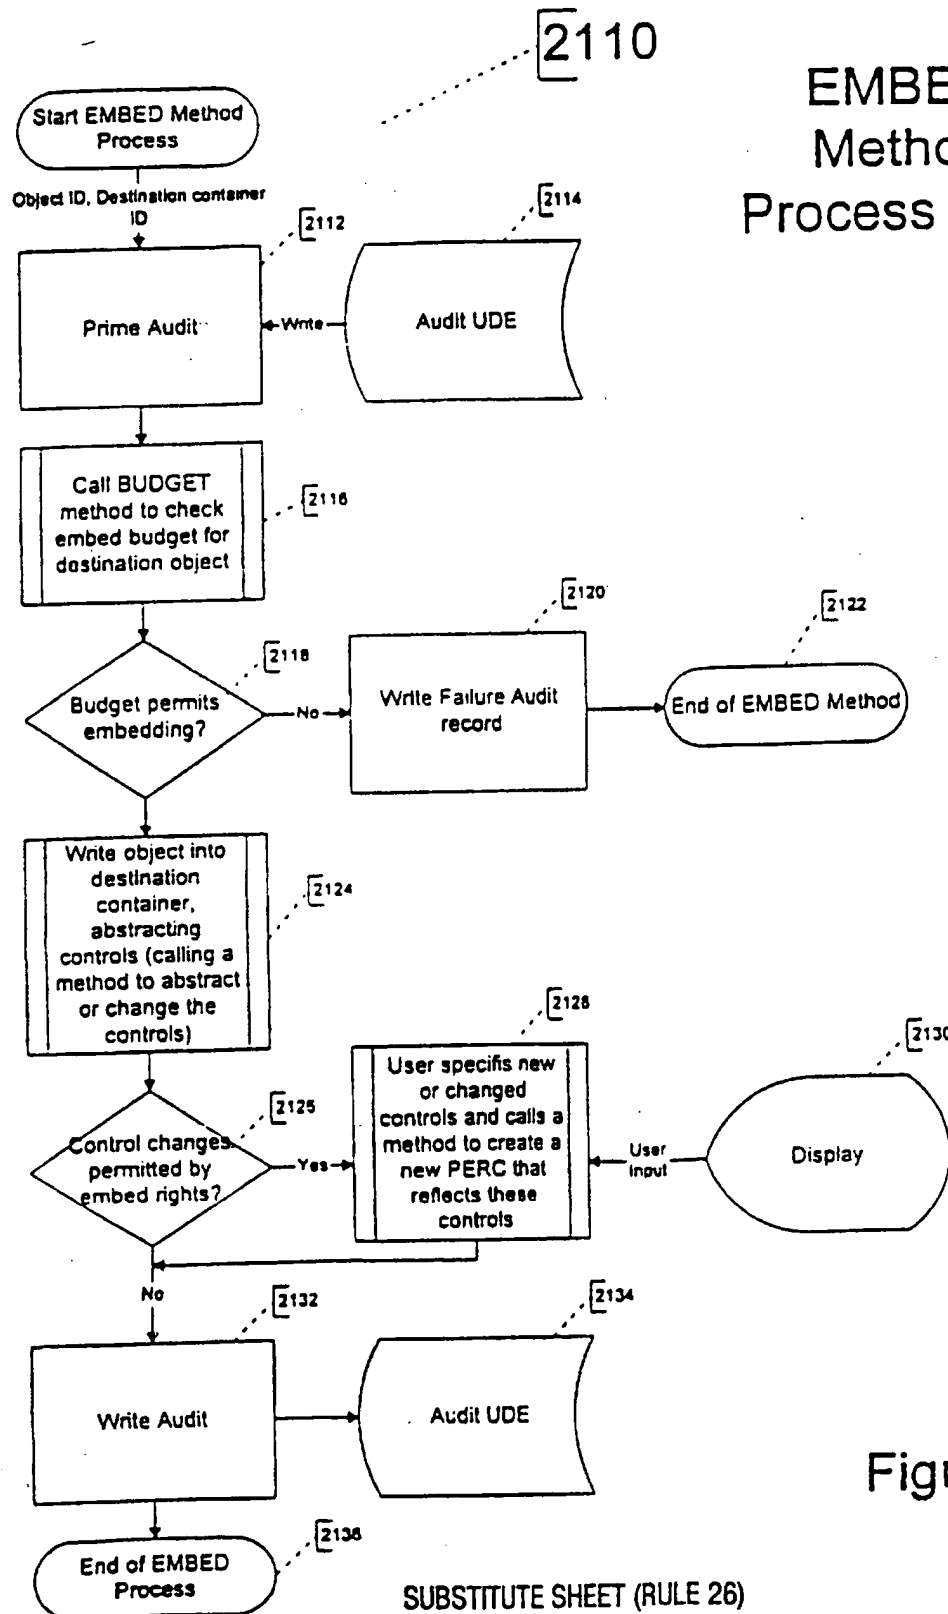 2110
EMBE
Metho
Process
Start EMBED Method
Process
Object ID, Destination container
ID
2112
2114
Prime Audit
Write
Audit UDE
Call BUDGET
method to check
embed budget for
destination object
2116
2118
2120
2122
Budget permits
embedding?
No
Write Failure Audit
record
End of EMBED Method
Write object into
destination
container,
abstracting
controls (calling a
method to abstract
or change the
controls)
2124
2125
2128
2130
Control changes
permitted by
embed rights?
Yes
User specifis new
or changed
controls and calls a
method to create a
new PERC that
reflects these
controls
User
Input
Display
No
2132
2134
Write Audit
Audit UDE
Figu
2136
End of EMBED
Process
SUBSTITUTE SHEET (RULE 26)